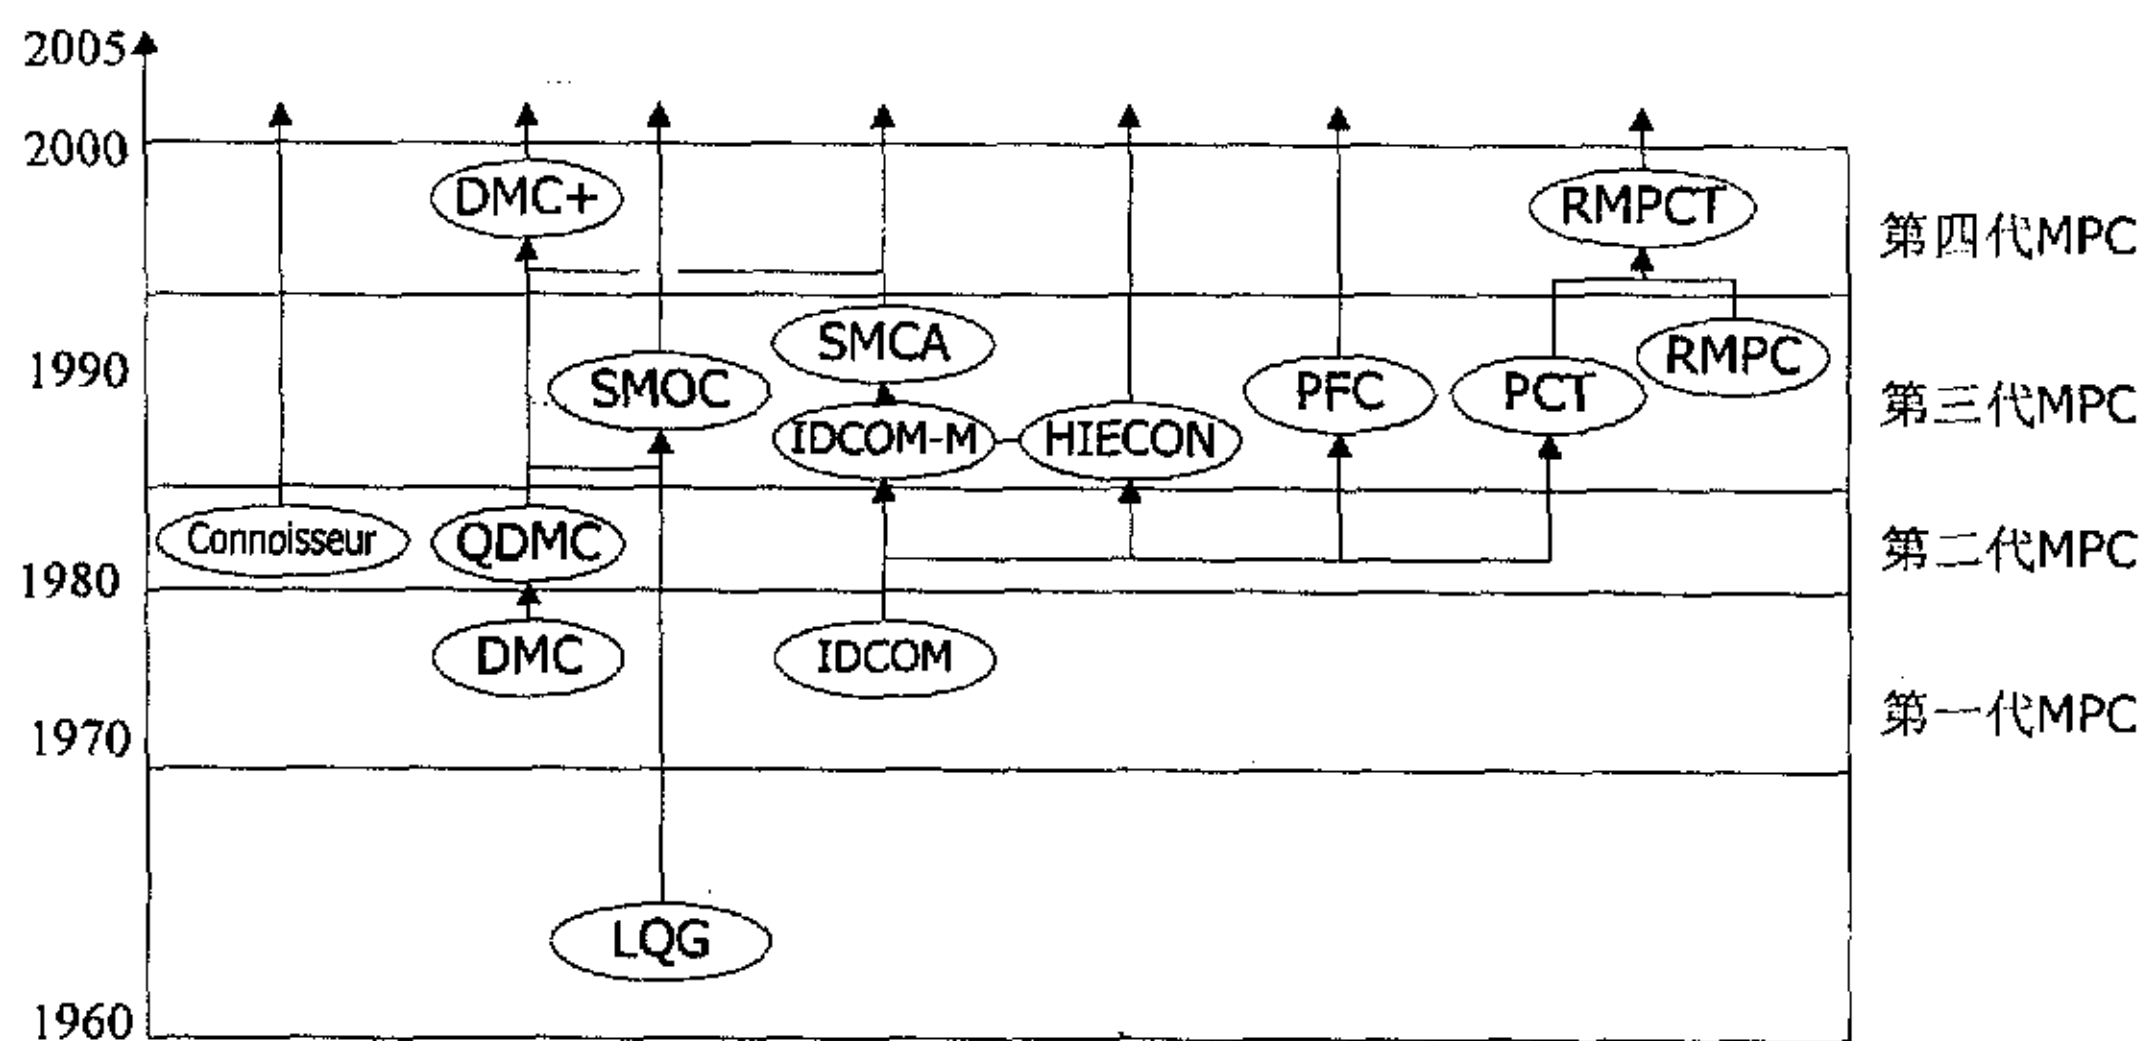 2005
2000
DMC+
RMPCT
第四代MPC
SMCA
RMPC
1990
SMOC
PFC
PCT
第三代MPC
IDCOM-M
HIECON
Connoisseur
QDMC
第二代MPC
1980
DMC
IDCOM
第一代MPC
1970
LQG
1960